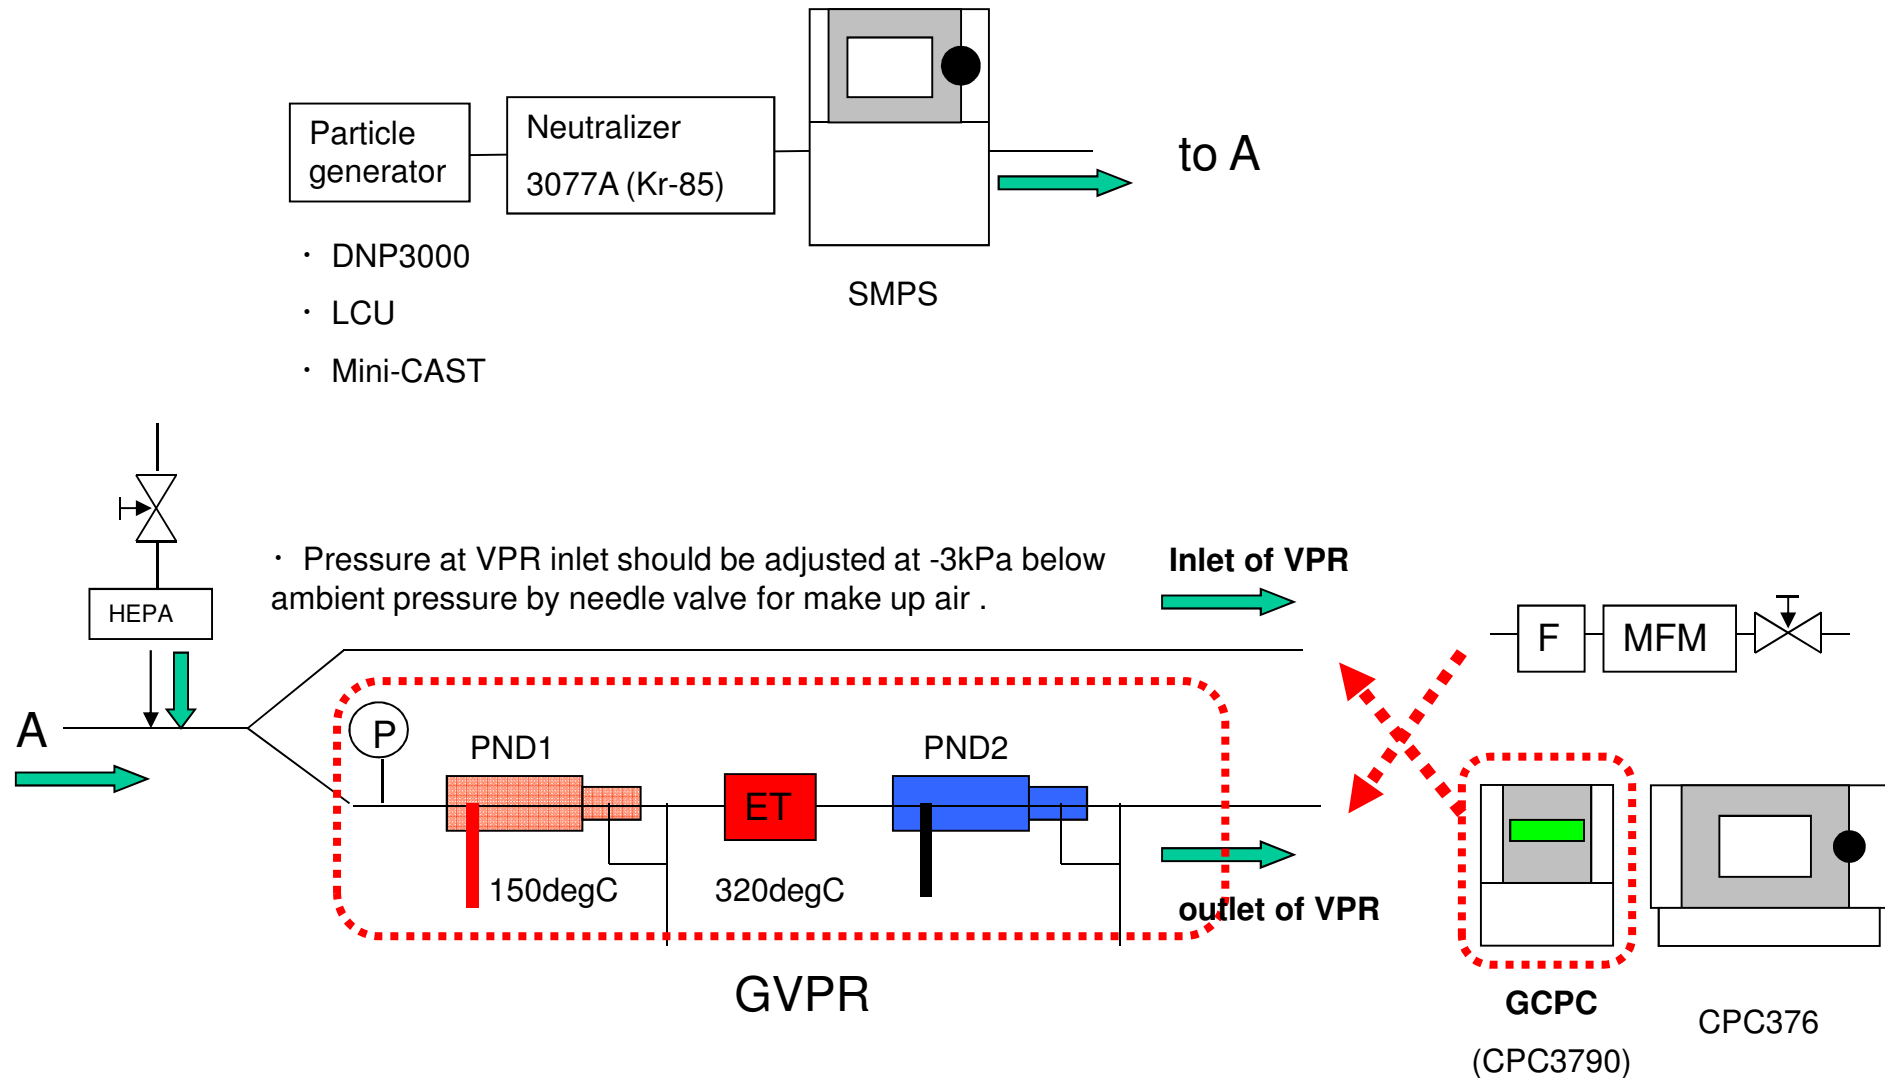 Particle
generator
Neutralizer
3077A (Kr-85)
to A
・ DNP3000
・ LCU
・ Mini-CAST
SMPS
・ Pressure at VPR inlet should be adjusted at -3kPa below
ambient pressure by needle valve for make up air .
Inlet of VPR
HEPA
F
MFM
A
P
PND1
PND2
ET
150degC
320degC
outlet of VPR
GVPR
GCPC
(CPC3790)
CPC376